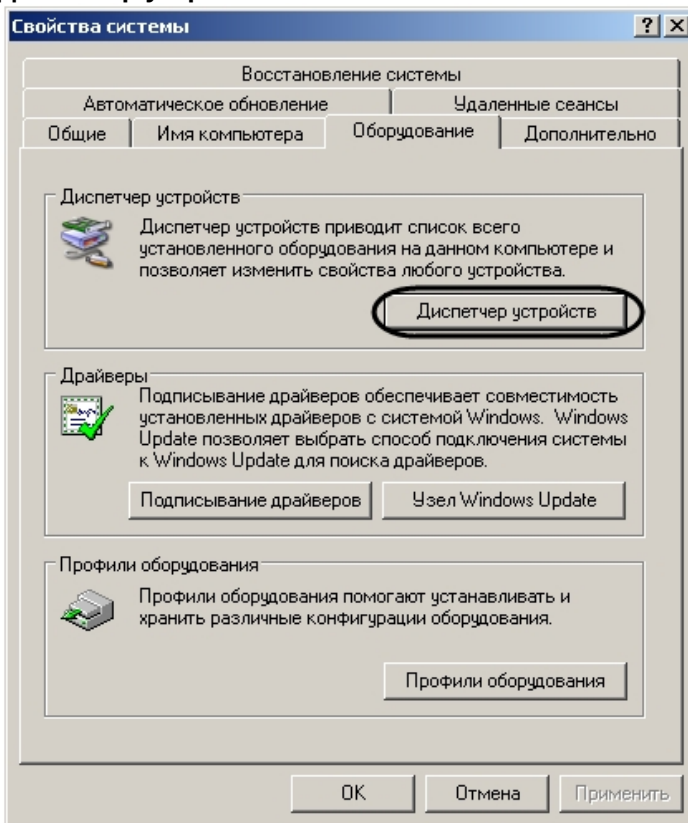 Свойства системы
Восстановление системы
Автоматическое обновление Удаленные сеансы
Общие Имя компьютера Оборудование Дополнительно
Диспетчер устройств
Диспетчер устройств приводит список всего
установленного оборудования на данном компьютере и
позволяет изменить свойства любого устройства.
Диспетчер устройств
Драйверы
Подписывание драйверов обеспечивает совместимость
установленных драйверов с системой Windows. Windows
Update позволяет выбрать способ подключения системы
к Windows Update для поиска драйверов.
Подписывание драйверов Узел Windows Update
Профили оборудования
Профили оборудования помогают устанавливать и
хранить различные конфигурации оборудования.
Профили оборудования
OK Отмена Применить